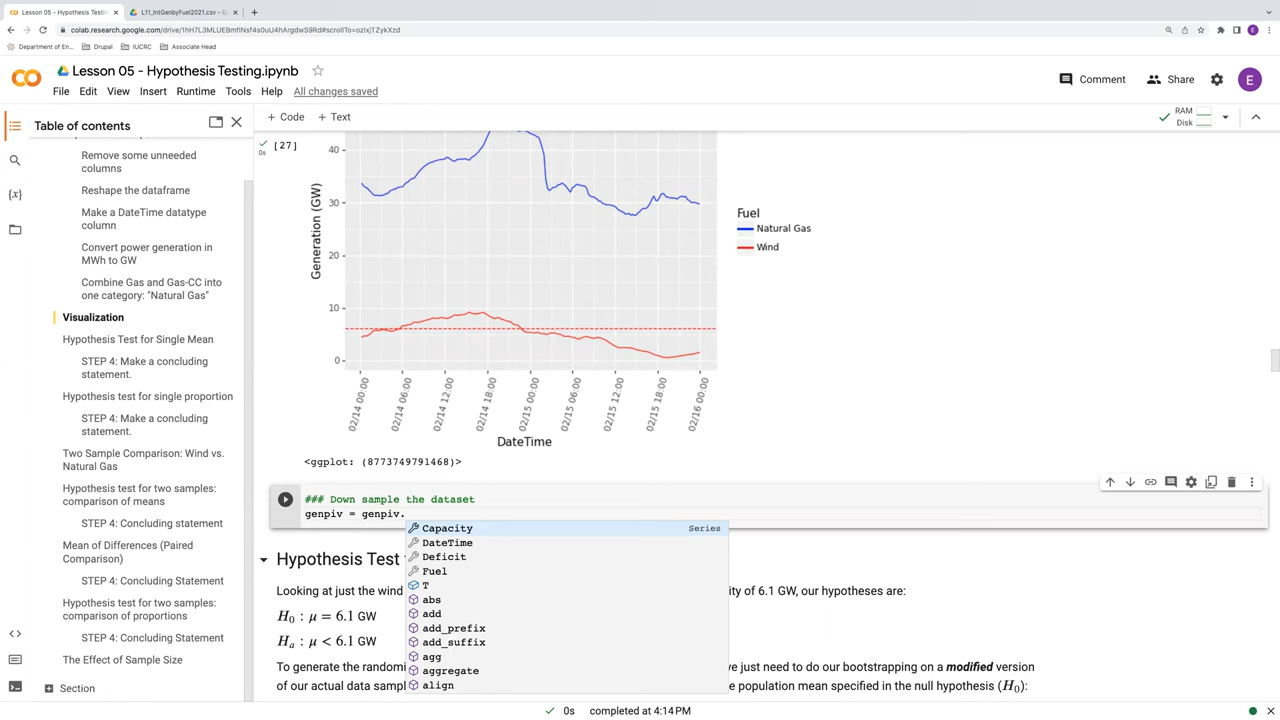 Lesson 05 - Hypothesis Testing.ip
L11_IntGenbyFuel2021.csv - G
colab.research.google.com/drive/1hH7L3MLUEBmfINsf4s0uU4hArgdwS9Rd#scrollTo=ozIxjTZykXzd
Department of En...
Drupal
IUCRC
Associate Head
Lesson 05 - Hypothesis Testing.ipynb
File Edit View Insert Runtime Tools Help All changes saved
Comment
Share
E
Table of contents
+ Code + Text
RAM
Disk
Remove some unneeded
columns
Reshape the dataframe
Make a DateTime datatype
column
Convert power generation in
MWh to GW
Combine Gas and Gas-CC into
one category: "Natural Gas"
Visualization
Hypothesis Test for Single Mean
STEP 4: Make a concluding
statement.
Hypothesis test for single proportion
STEP 4: Make a concluding
statement.
Two Sample Comparison: Wind vs.
Natural Gas
Hypothesis test for two samples:
comparison of means
STEP 4: Concluding statement
Mean of Differences (Paired
Comparison)
STEP 4: Concluding Statement
Hypothesis test for two samples:
comparison of proportions
STEP 4: Concluding Statement
The Effect of Sample Size
Section
[27]
0s
40
30
20
10
0
Generation (GW)
02/14 00:00
02/14 06:00
02/14 12:00
02/14 18:00
02/15 00:00
02/15 06:00
02/15 12:00
02/15 18:00
02/16 00:00
DateTime
Fuel
Natural Gas
Wind
<ggplot: (8773749791468)>
### Down sample the dataset
genpiv = genpiv.
Capacity Series
DateTime
Deficit
Fuel
T
abs
add
add_prefix
add_suffix
agg
aggregate
align
Hypothesis Test
Looking at just the wind ity of 6.1 GW, our hypotheses are:
H0 : μ = 6.1 GW
Ha : μ < 6.1 GW
To generate the randomi ve just need to do our bootstrapping on a modified version
of our actual data sampl e population mean specified in the null hypothesis (H0):
0s completed at 4:14PM